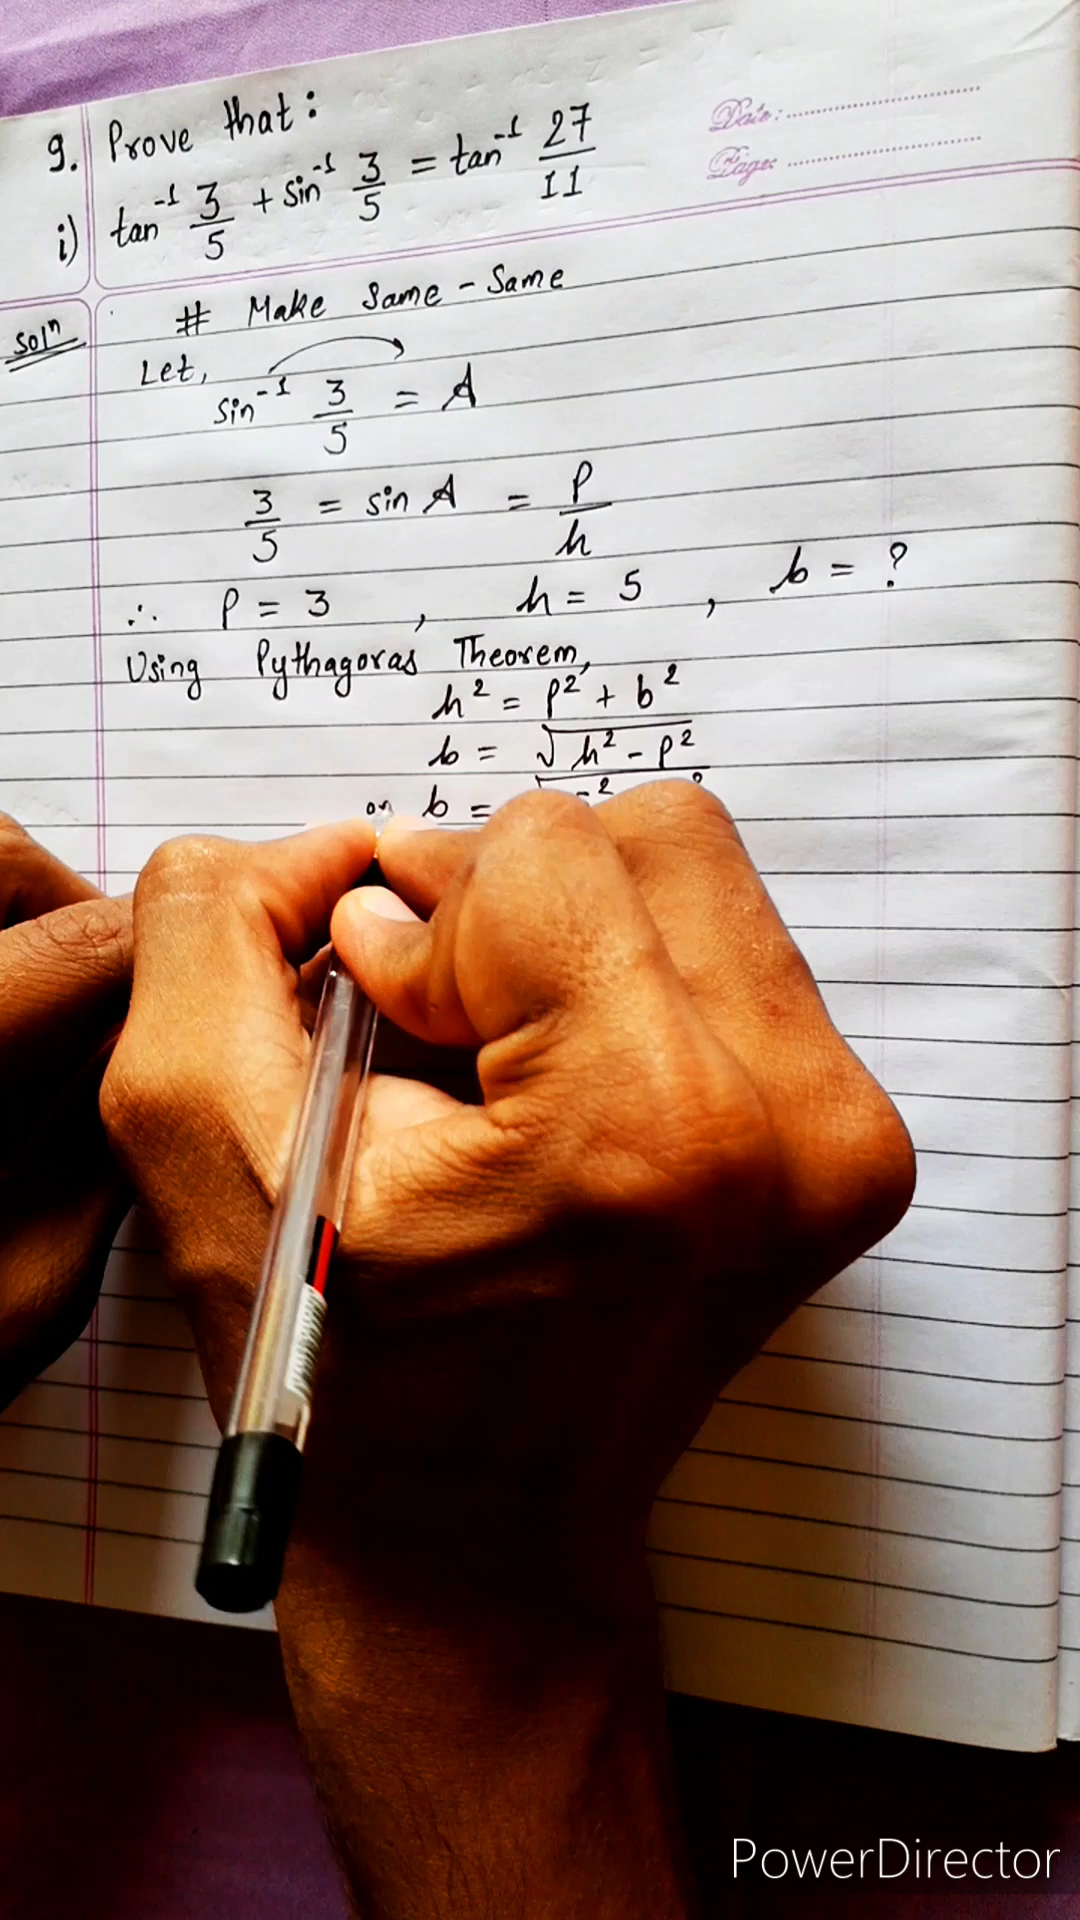 9. Prove that:
Date:
Page:
i) tan⁻¹ 3/5 + sin⁻¹ 3/5 = tan⁻¹ 27/11
Solⁿ
# Make Same - Same
Let,
sin⁻¹ 3/5 = A
3/5 = sin A = P/h
∴ P = 3 , h = 5 , b = ?
Using Pythagoras Theorem,
h² = P² + b²
b = √h² - P²
or b =
PowerDirector